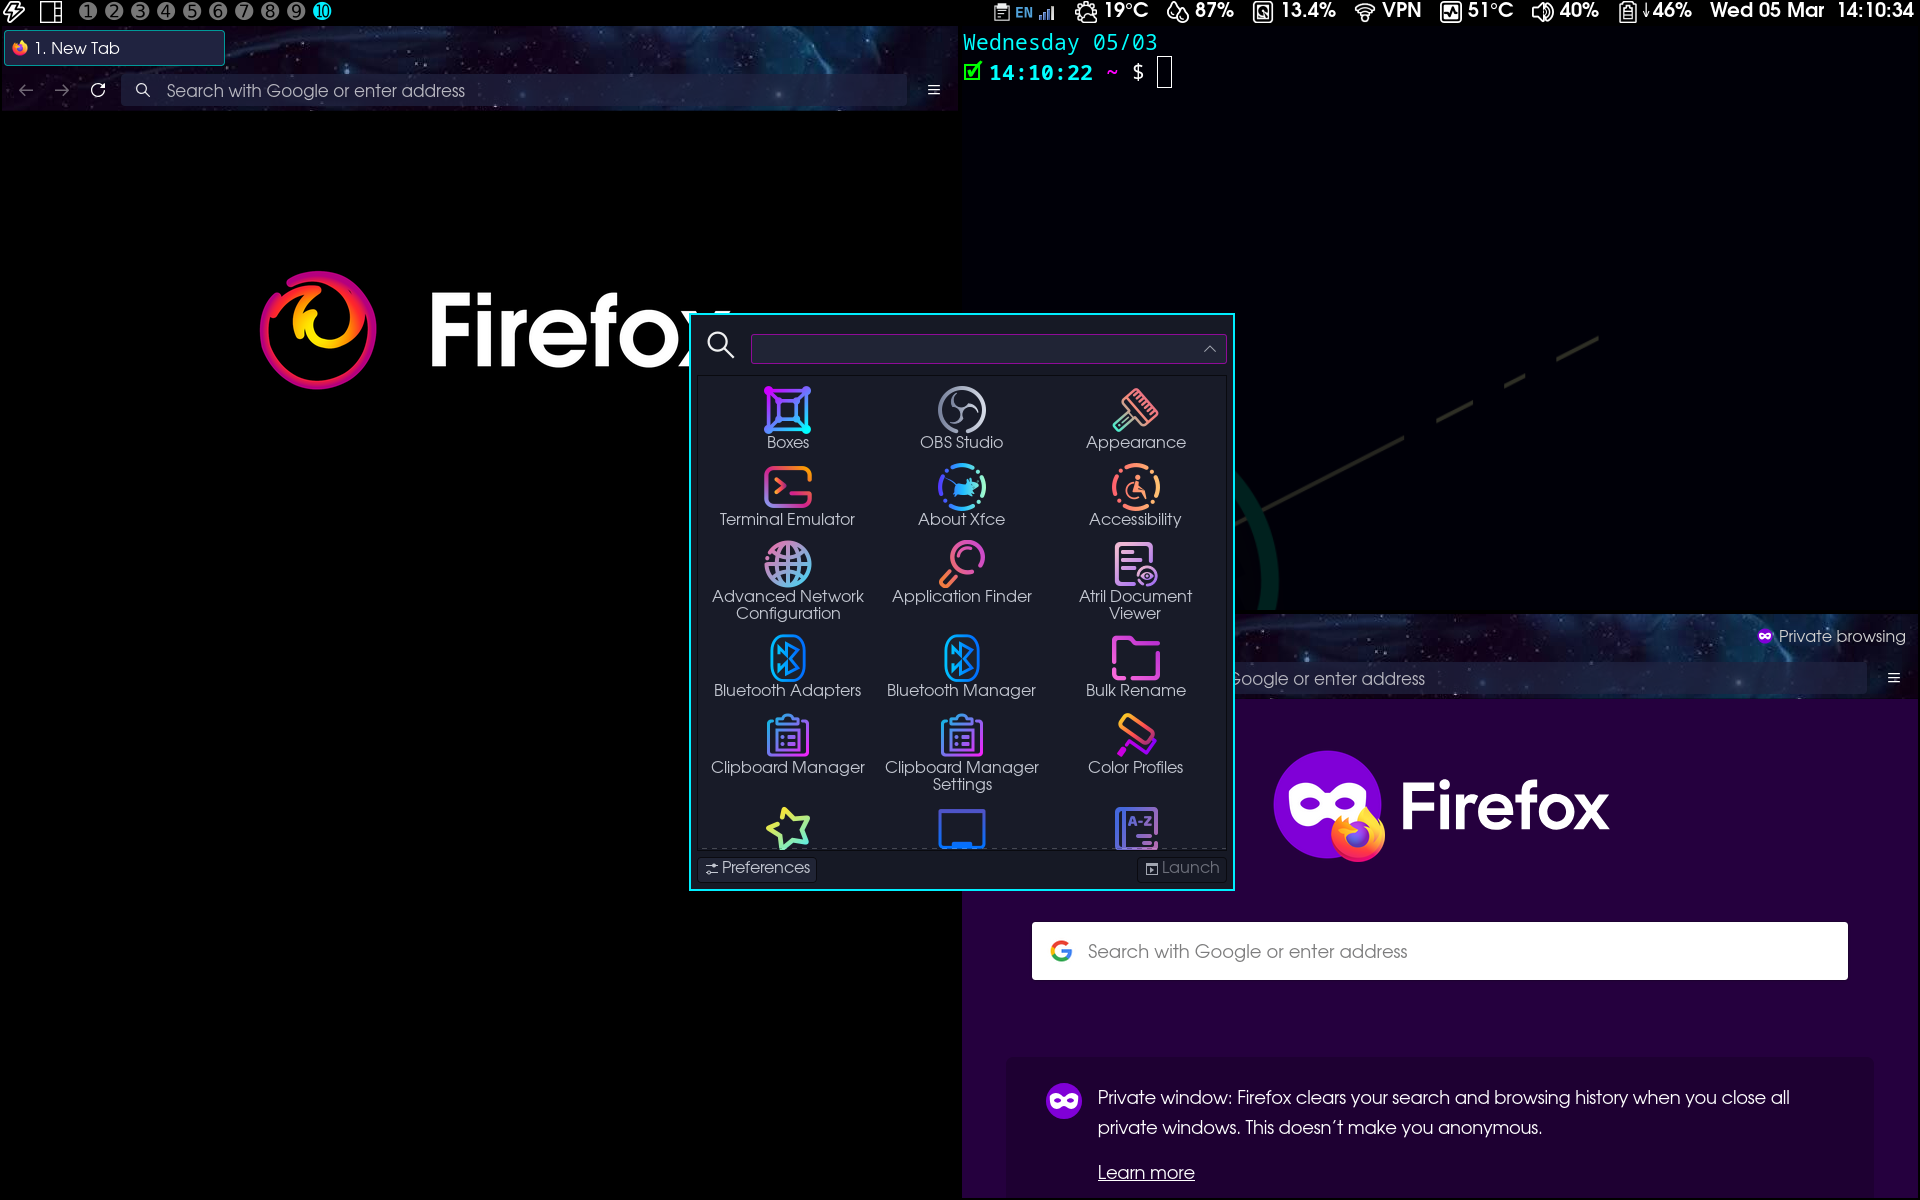 1 2 3 4 5 6 7 8 9 10
EN 19°C 87% 13.4% VPN 51°C 40% ↓46% Wed 05 Mar 14:10:34
1. New Tab
Search with Google or enter address
Wednesday 05/03
14:10:22 ~ $
Firefox
Boxes
OBS Studio
Appearance
Terminal Emulator
About Xfce
Accessibility
Advanced Network
Configuration
Application Finder
Atril Document
Viewer
Bluetooth Adapters
Bluetooth Manager
Bulk Rename
Clipboard Manager
Clipboard Manager
Settings
Color Profiles
A-Z
Preferences
Launch
Private browsing
Google or enter address
Firefox
Search with Google or enter address
Private window: Firefox clears your search and browsing history when you close all
private windows. This doesn’t make you anonymous.
Learn more